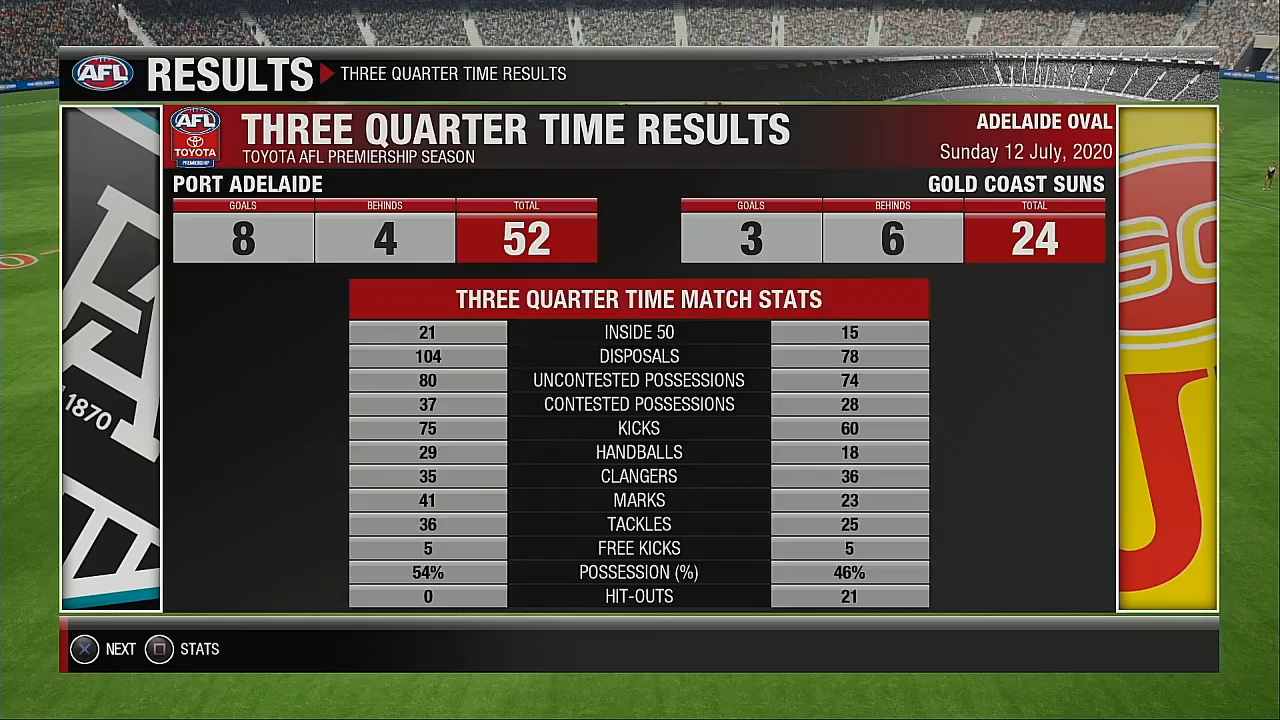 AFL RESULTS THREE QUARTER TIME RESULTS
AFL TOYOTA PREMIERSHIP
THREE QUARTER TIME RESULTS
TOYOTA AFL PREMIERSHIP SEASON
ADELAIDE OVAL
Sunday 12 July, 2020
PORT ADELAIDE
GOLD COAST SUNS
GOALS BEHINDS TOTAL GOALS BEHINDS TOTAL
8 4 52 3 6 24
THREE QUARTER TIME MATCH STATS
21 INSIDE 50 15
104 DISPOSALS 78
80 UNCONTESTED POSSESSIONS 74
37 CONTESTED POSSESSIONS 28
75 KICKS 60
29 HANDBALLS 18
35 CLANGERS 36
41 MARKS 23
36 TACKLES 25
5 FREE KICKS 5
54% POSSESSION (%) 46%
0 HIT-OUTS 21
1870
GC
NEXT STATS